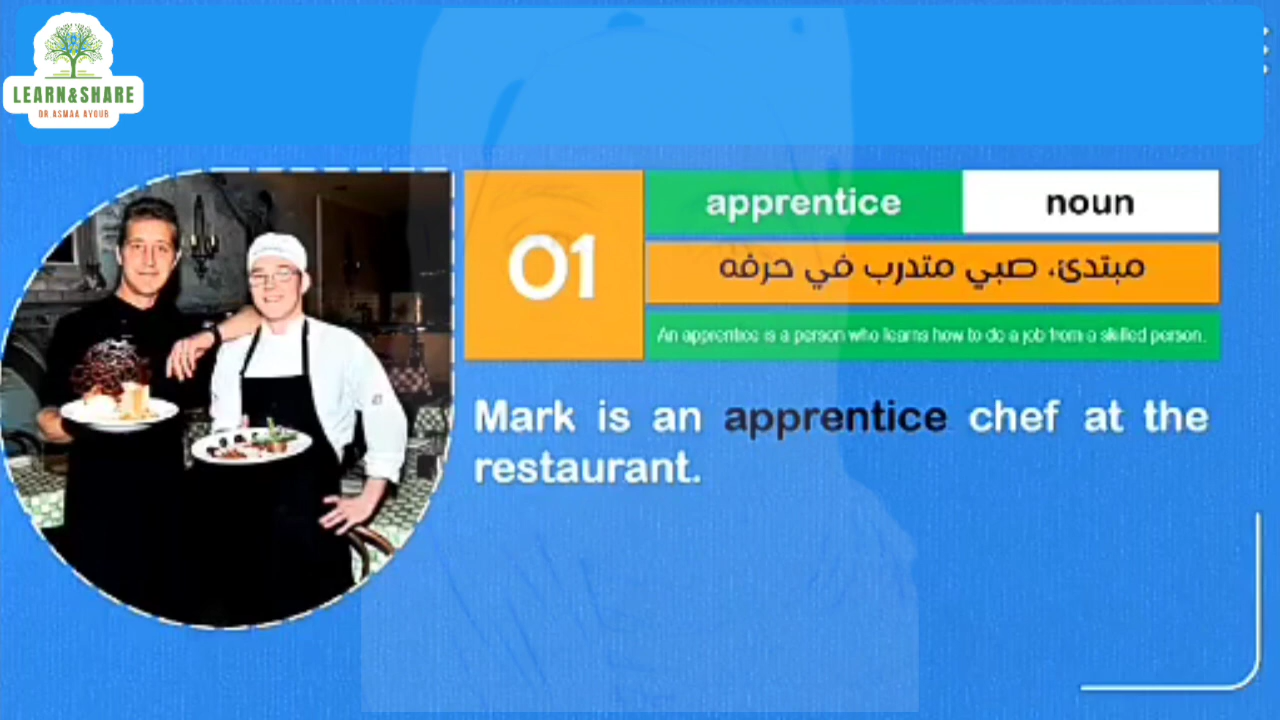 LEARN&SHARE
DR ASMAA AYOUB
01
apprentice
noun
مبتدئ، صبي متدرب في حرفه
An apprentice is a person who learns how to do a job from a skilled person.
Mark is an apprentice chef at the
restaurant.